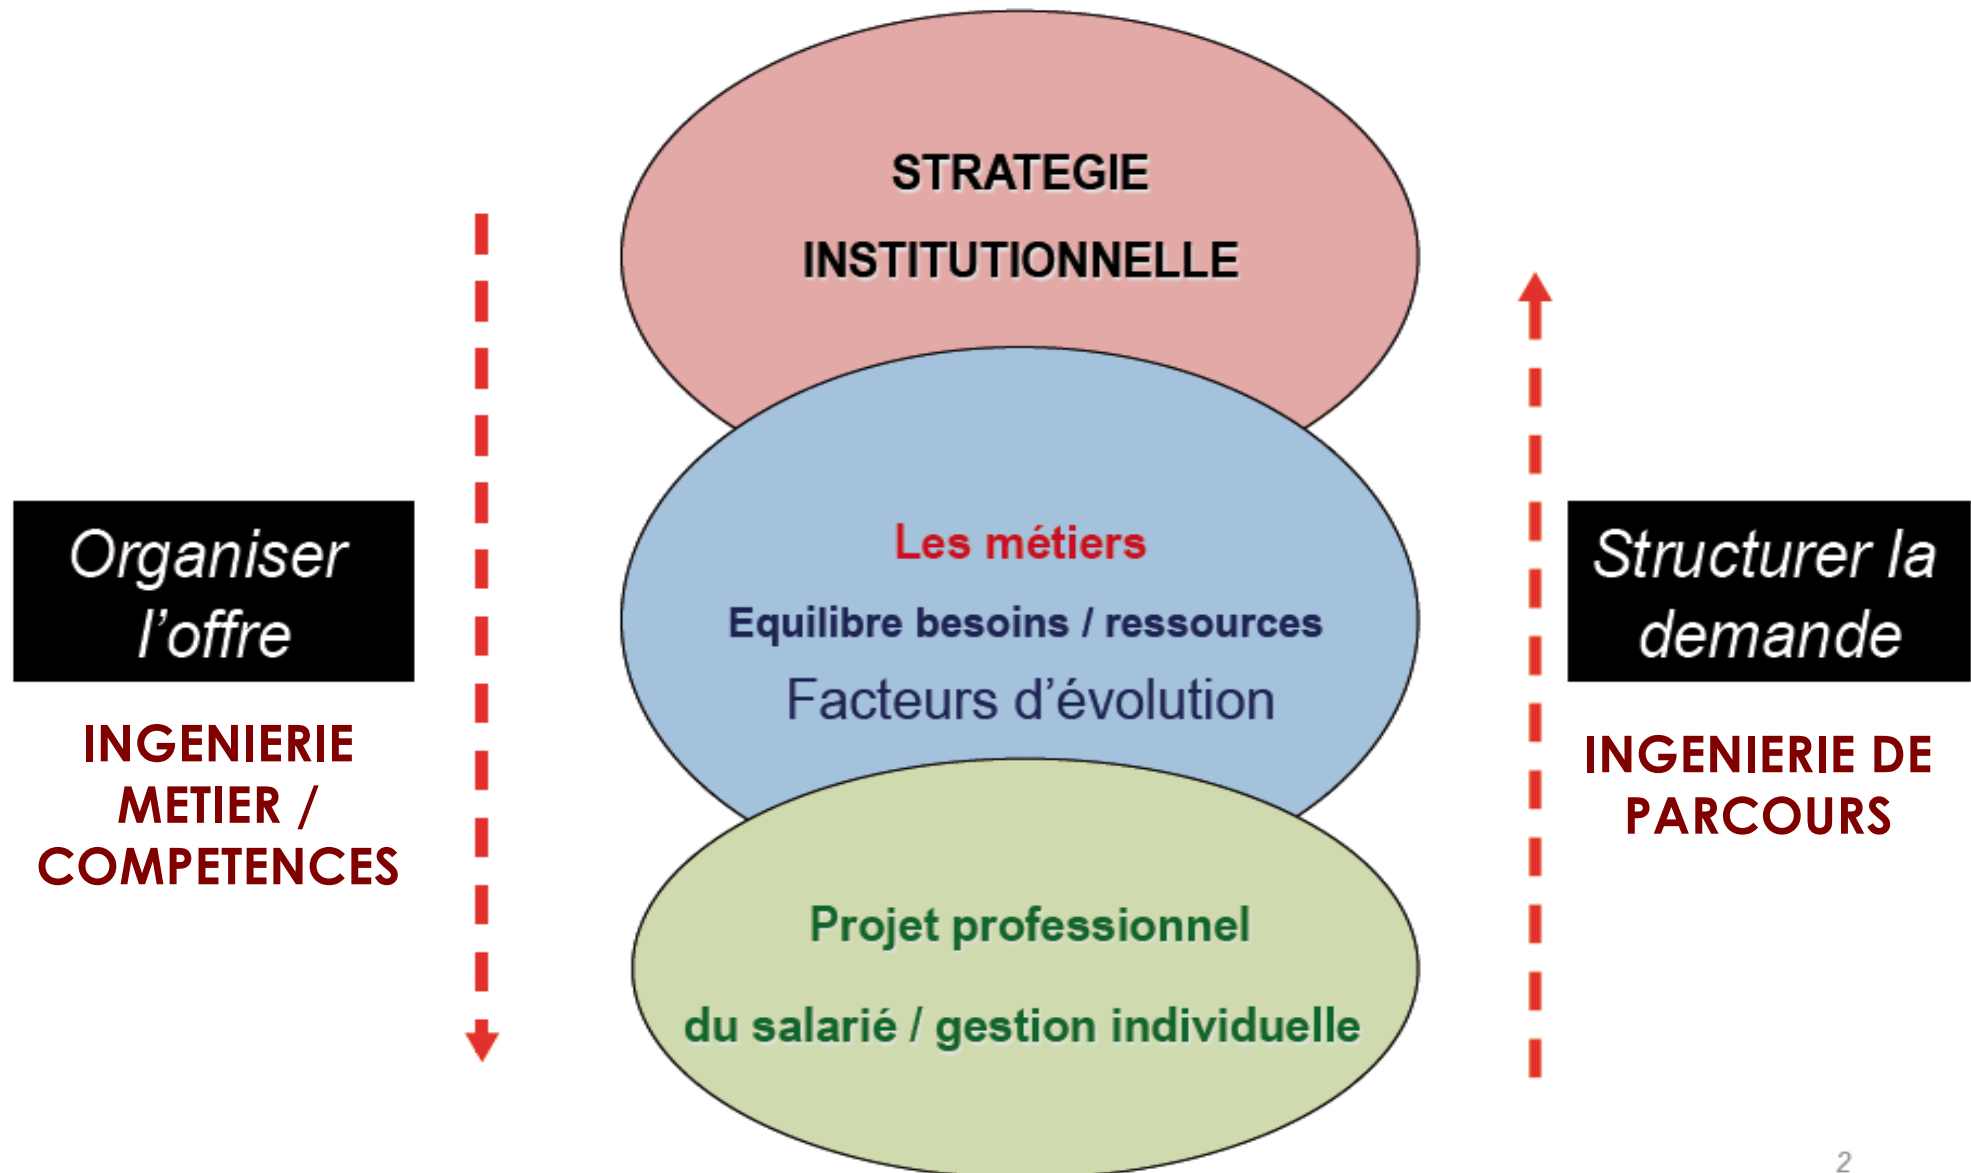 STRATEGIE
INSTITUTIONNELLE
Organiser
l’offre
INGENIERIE
METIER /
COMPETENCES
Les métiers
Equilibre besoins / ressources
Facteurs d’évolution
Structurer la
demande
INGENIERIE DE
PARCOURS
Projet professionnel
du salarié / gestion individuelle
2